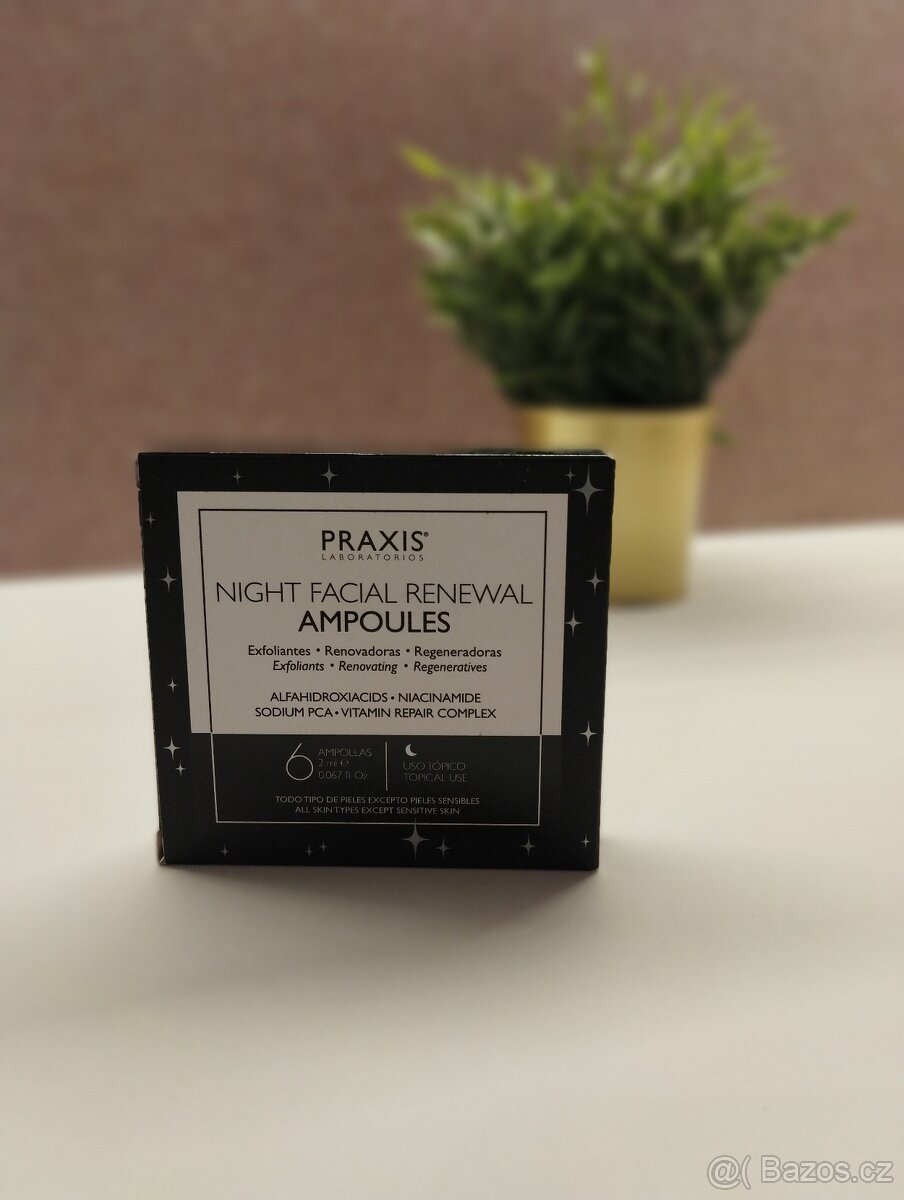 PRAXIS®
LABORATORIOS
NIGHT FACIAL RENEWAL
AMPOULES
Exfoliantes • Renovadoras • Regeneradoras
Exfoliants • Renovating • Regeneratives
ALFAHIDROXIACIDS • NIACINAMIDE
SODIUM PCA • VITAMIN REPAIR COMPLEX
6 AMPOLLAS
2 ml ℮
0.067 fl. Oz.
USO TÓPICO
TOPICAL USE
TODO TIPO DE PIELES EXCEPTO PIELES SENSIBLES
ALL SKIN TYPES EXCEPT SENSITIVE SKIN
@( Bazos.cz